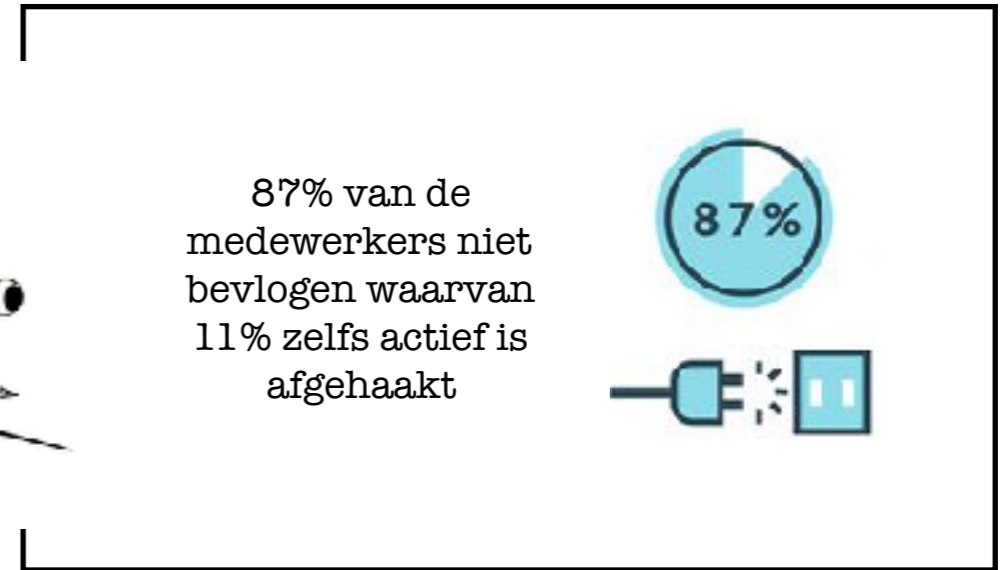 87% van de
medewerkers niet
bevlogen waarvan
11% zelfs actief is
afgehaakt
87%